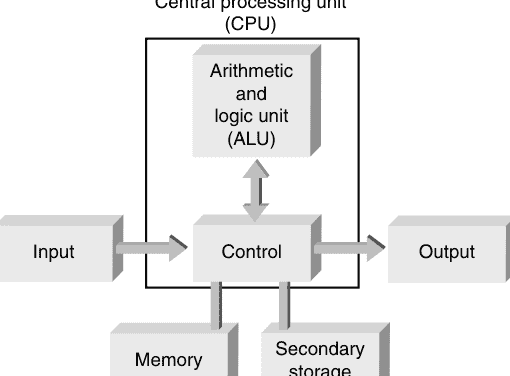 Central processing unit
(CPU)
Arithmetic
and
logic unit
(ALU)
Input
Control
Output
Memory
Secondary
storage